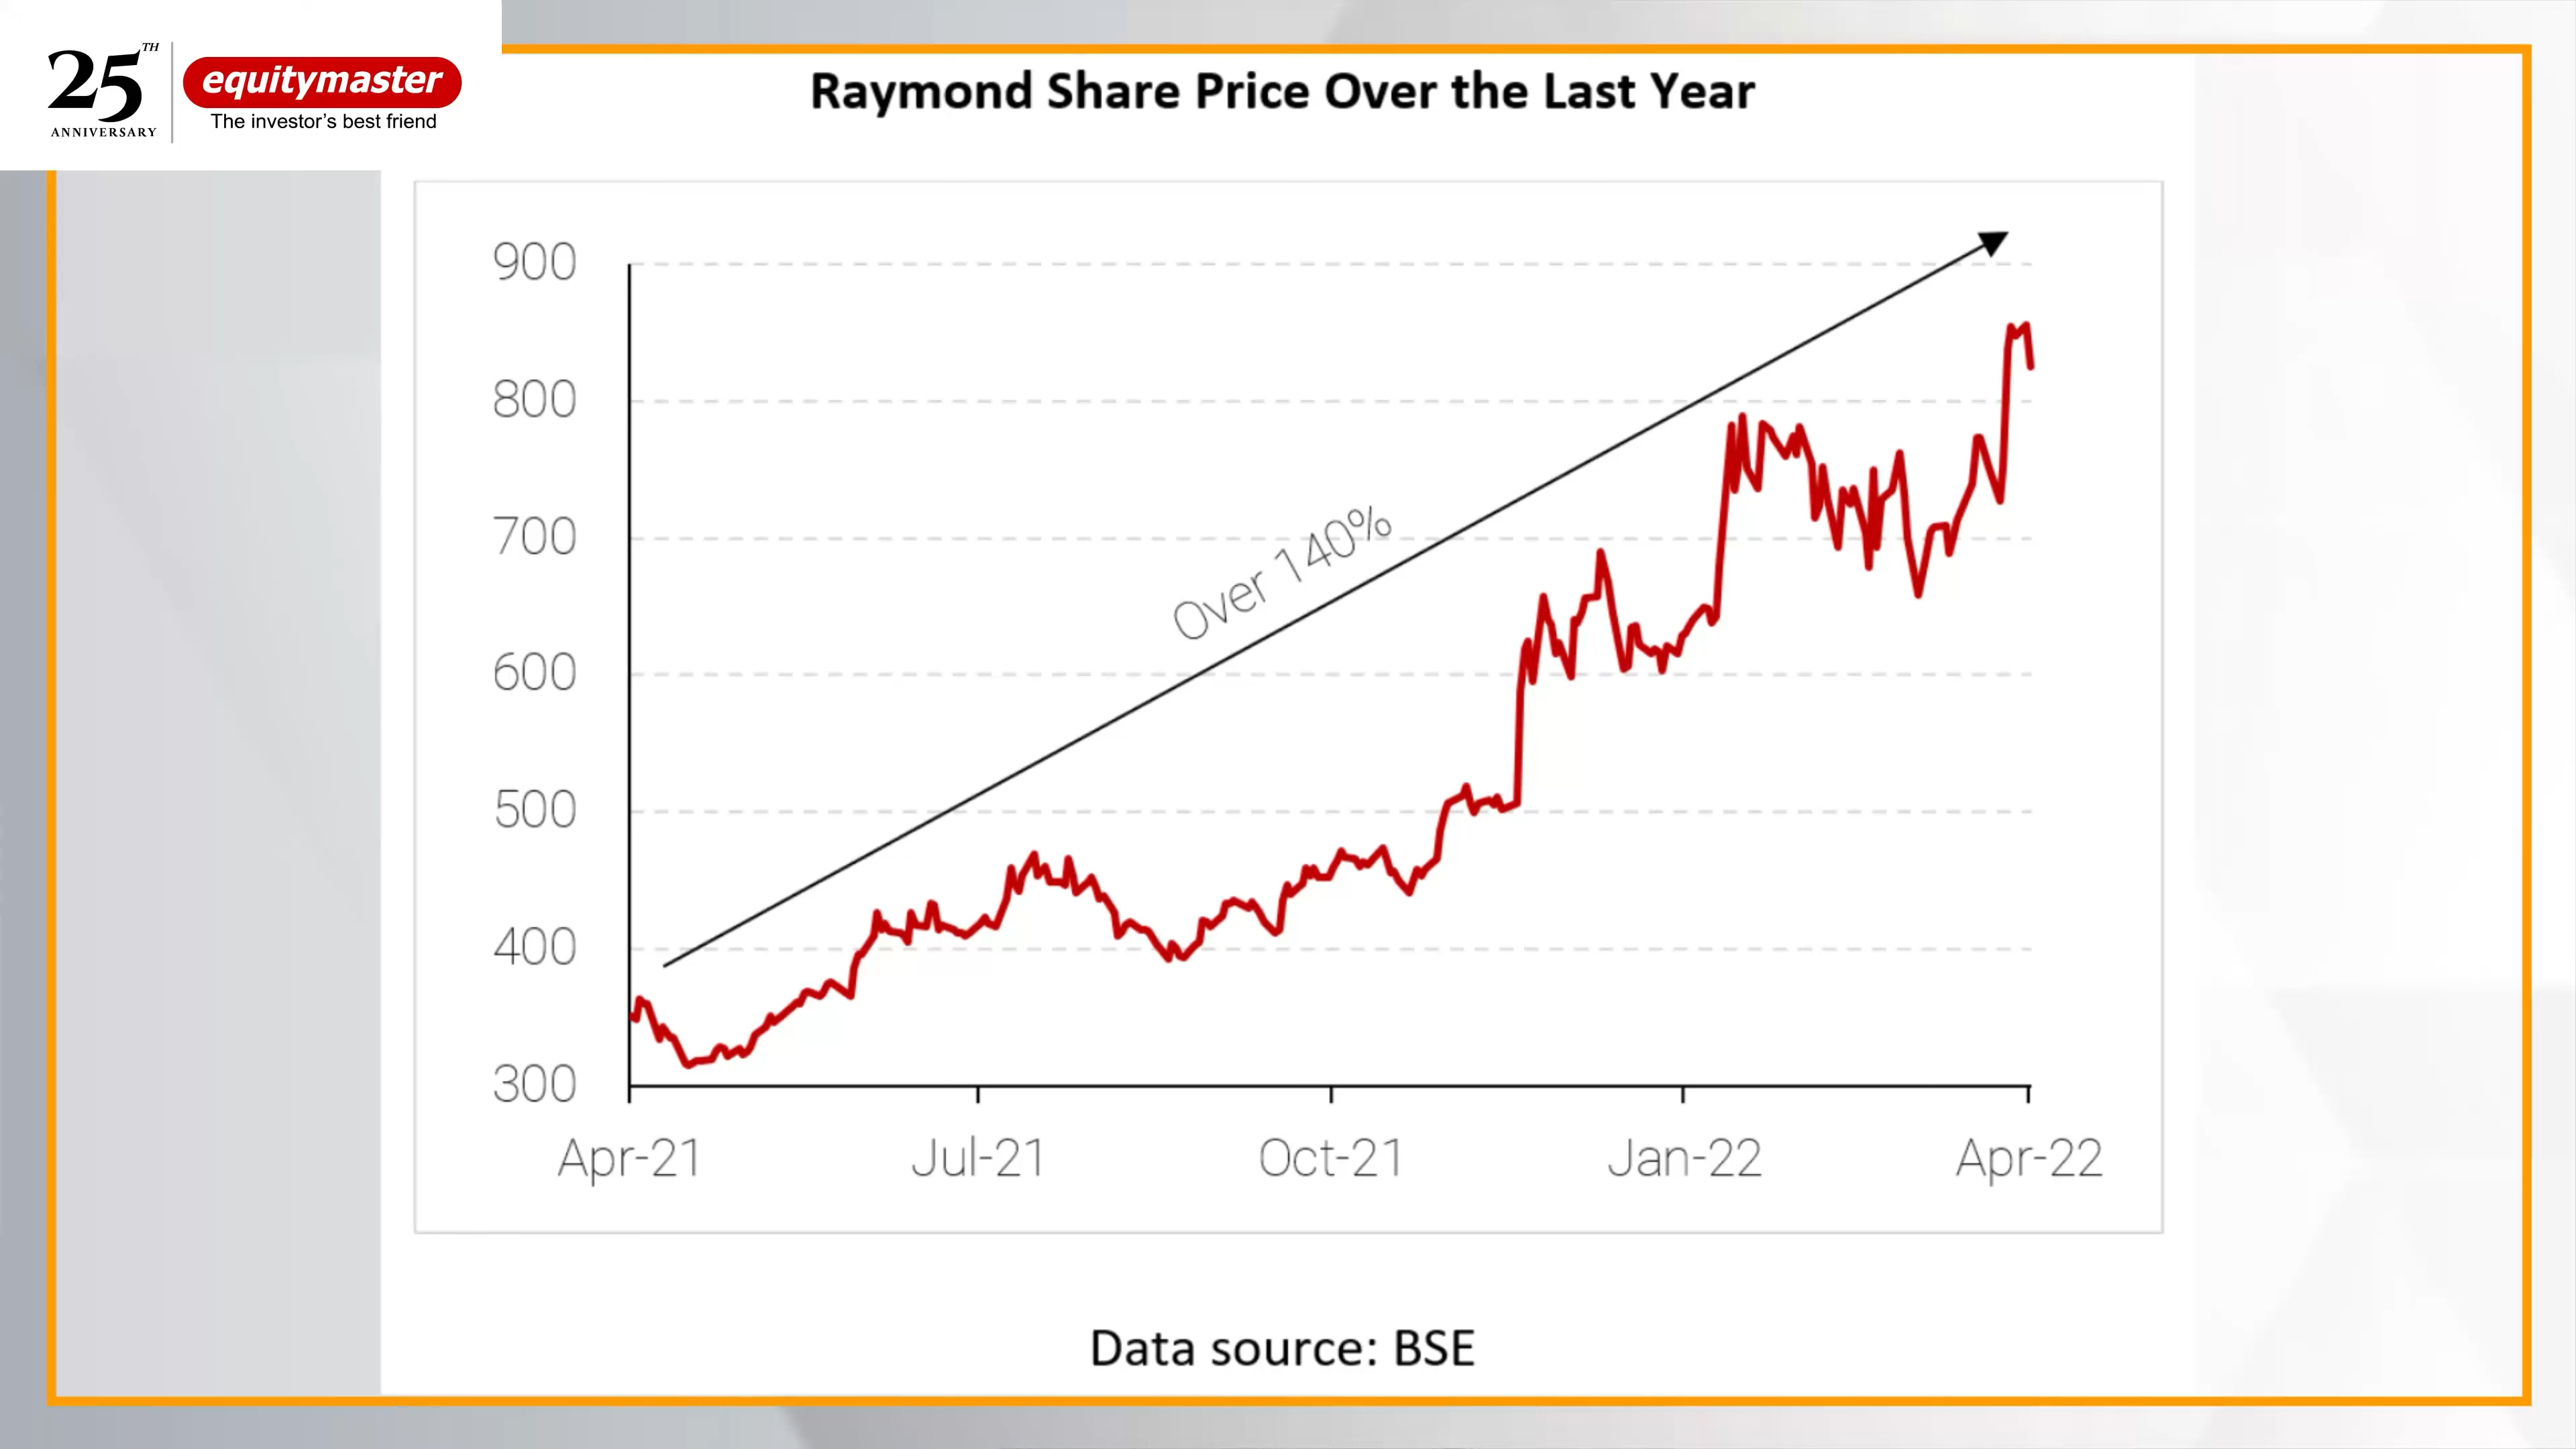 25TH
ANNIVERSARY
equitymaster
The investor's best friend
Raymond Share Price Over the Last Year
900
800
700
600
500
400
300
Over 140%
Apr-21 Jul-21 Oct-21 Jan-22 Apr-22
Data source: BSE